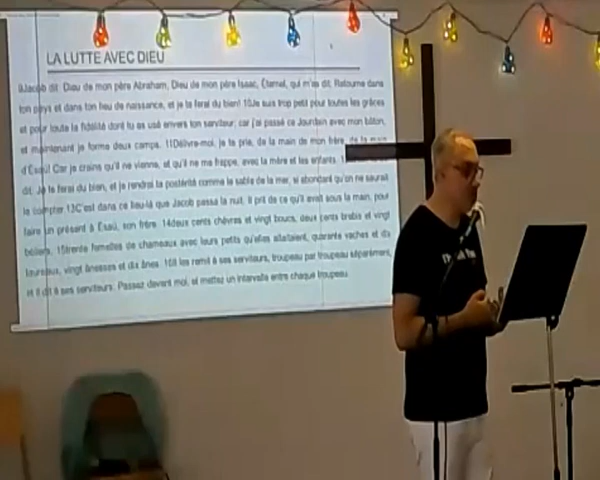 LA LUTTE AVEC DIEU
9Jacob dit: Dieu de mon père Abraham, Dieu de mon père Isaac, Éternel, qui m'as dit: Retourne dans
ton pays et dans ton lieu de naissance, et je te ferai du bien! 10Je suis trop petit pour toutes les grâces
et pour toute la fidélité dont tu as usé envers ton serviteur; car j'ai passé ce Jourdain avec mon bâton,
et maintenant je forme deux camps. 11Délivre-moi, je te prie, de la main de mon frère, de la main
d'Ésaü! Car je crains qu'il ne vienne, et qu'il ne me frappe, avec la mère et les enfants.
dit: Je te ferai du bien, et je rendrai ta postérité comme le sable de la mer, si abondant qu'on ne saurait
le compter. 13C'est dans ce lieu-là que Jacob passa la nuit. Il prit de ce qu'il avait sous la main, pour
faire un présent à Ésaü, son frère: 14deux cents chèvres et vingt boucs, deux cents brebis et vingt
béliers, 15trente femelles de chameaux avec leurs petits qu'elles allaitaient, quarante vaches et dix
taureaux, vingt ânesses et dix ânes. 16Il les remit à ses serviteurs, troupeau par troupeau séparément,
et il dit à ses serviteurs: Passez devant moi, et mettez un intervalle entre chaque troupeau.